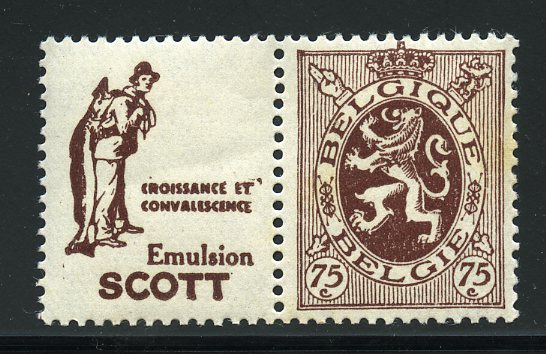 CROISSANCE ET
CONVALESCENCE
Emulsion
SCOTT
BELGIQUE
BELGIË
75 75